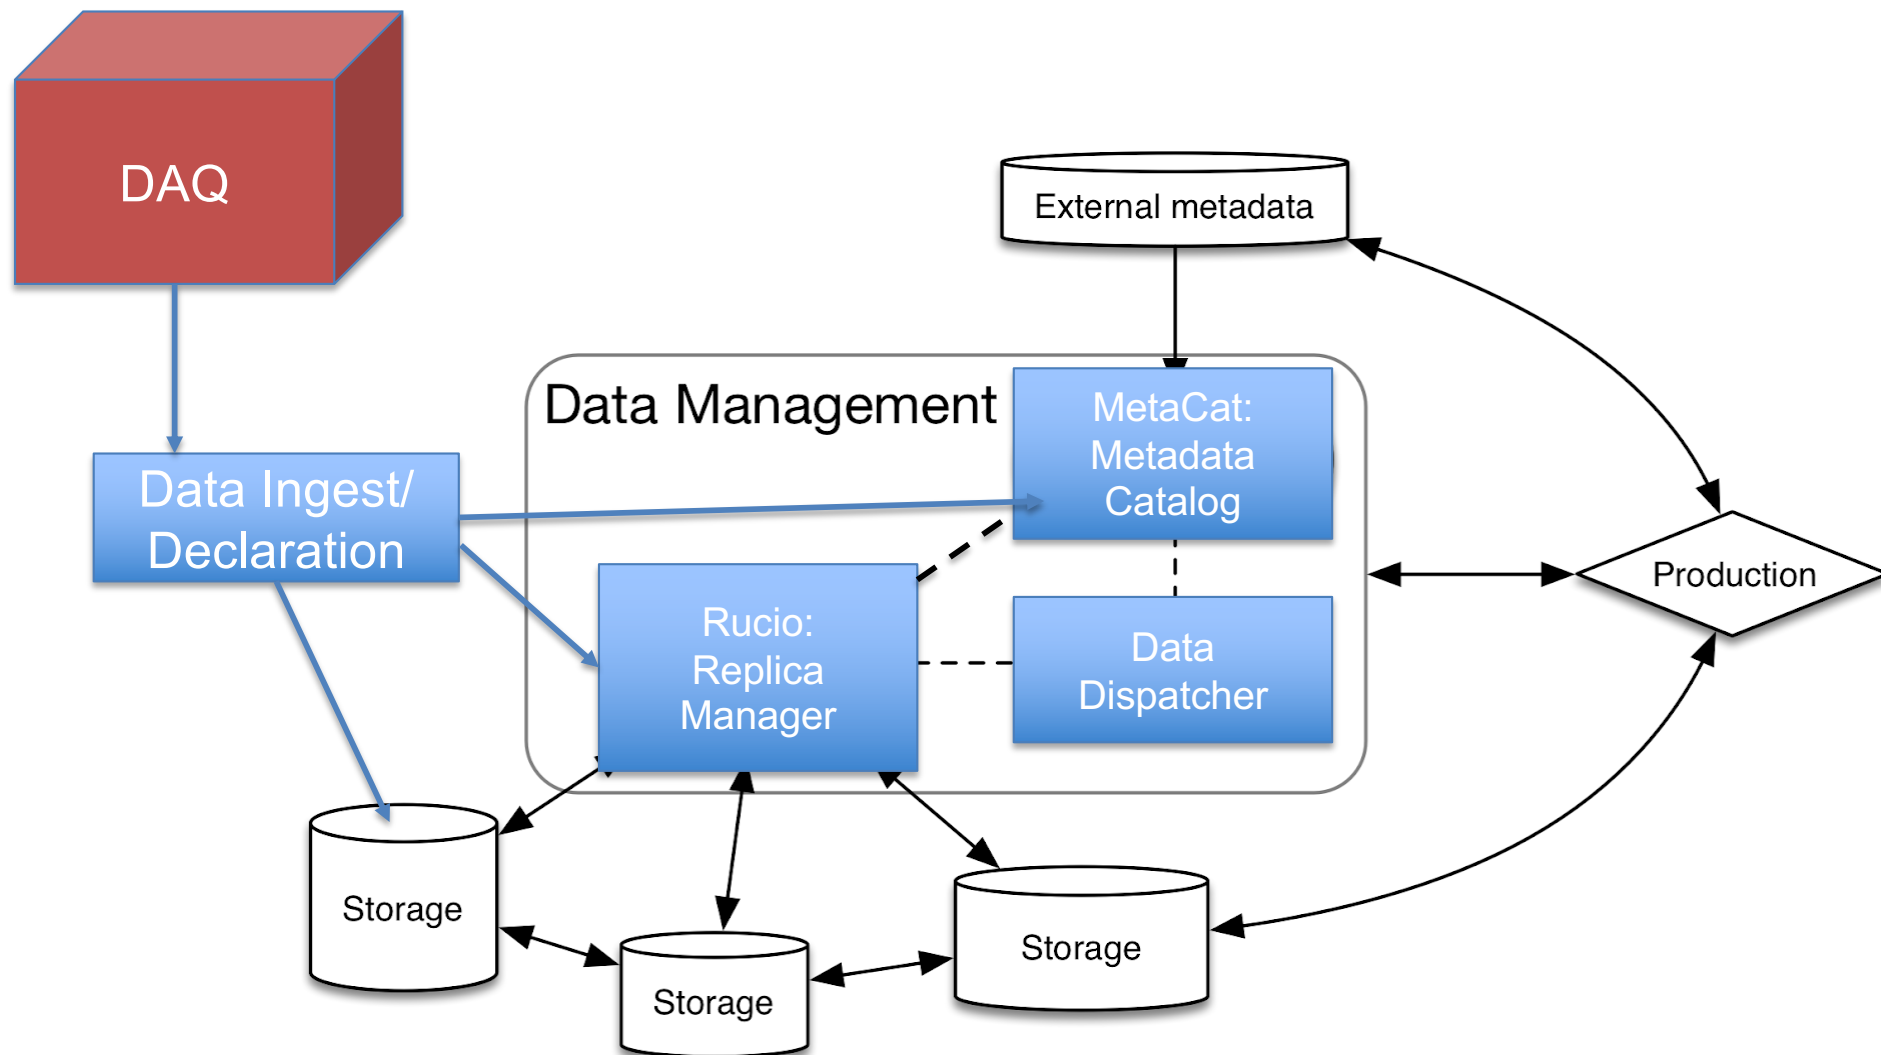 DAQ
External metadata
Data Management
MetaCat:
Metadata
Catalog
Data Ingest/
Declaration
Production
Rucio:
Replica
Manager
Data
Dispatcher
Storage
Storage
Storage